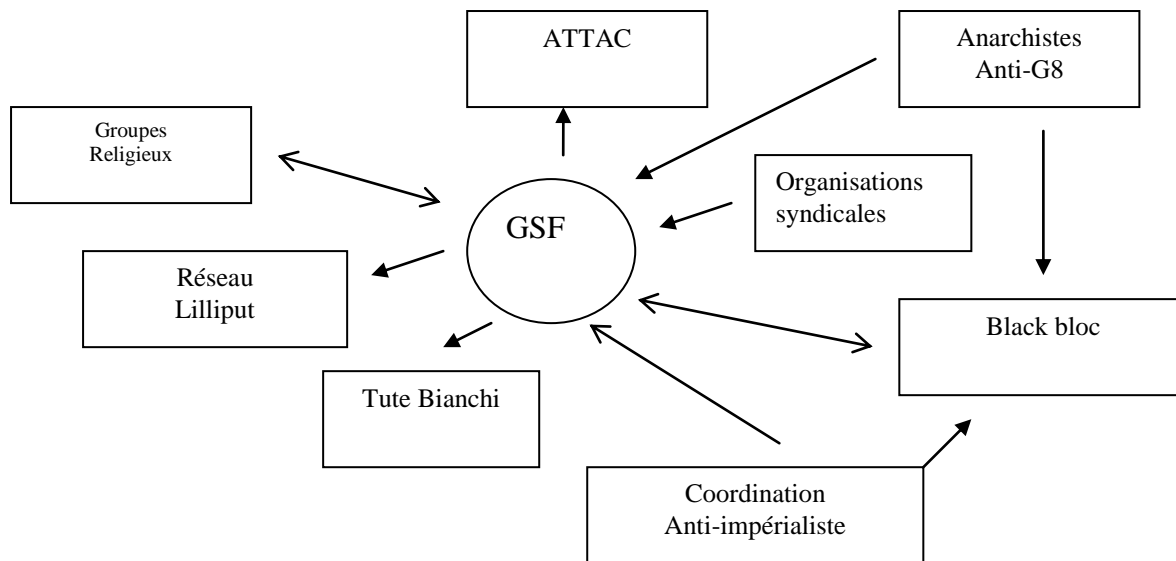 ATTAC
Anarchistes
Anti-G8
Groupes
Religieux
Organisations
syndicales
GSF
Réseau
Lilliput
Black bloc
Tute Bianchi
Coordination
Anti-impérialiste